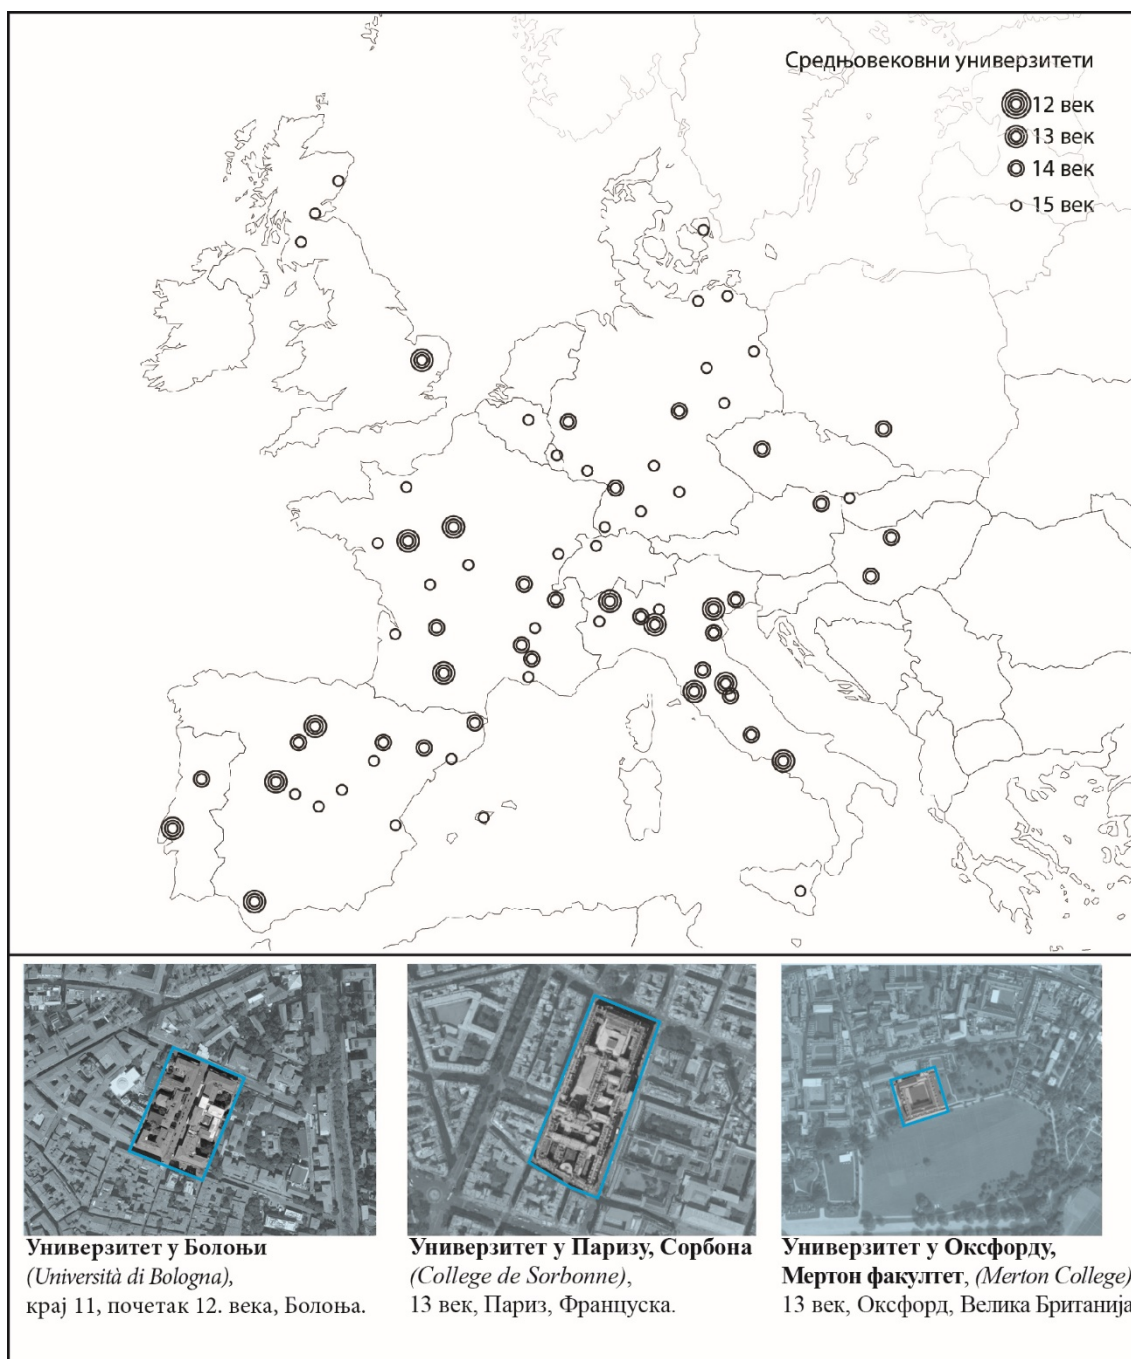 Средњовековни универзитети
12 век
13 век
14 век
15 век
Универзитет у Болоњи
(Università di Bologna),
крај 11, почетак 12. века, Болоња.
Универзитет у Паризу, Сорбона
(College de Sorbonne),
13 век, Париз, Француска.
Универзитет у Оксфорду,
Мертон факултет, (Merton College)
13 век, Оксфорд, Велика Британија